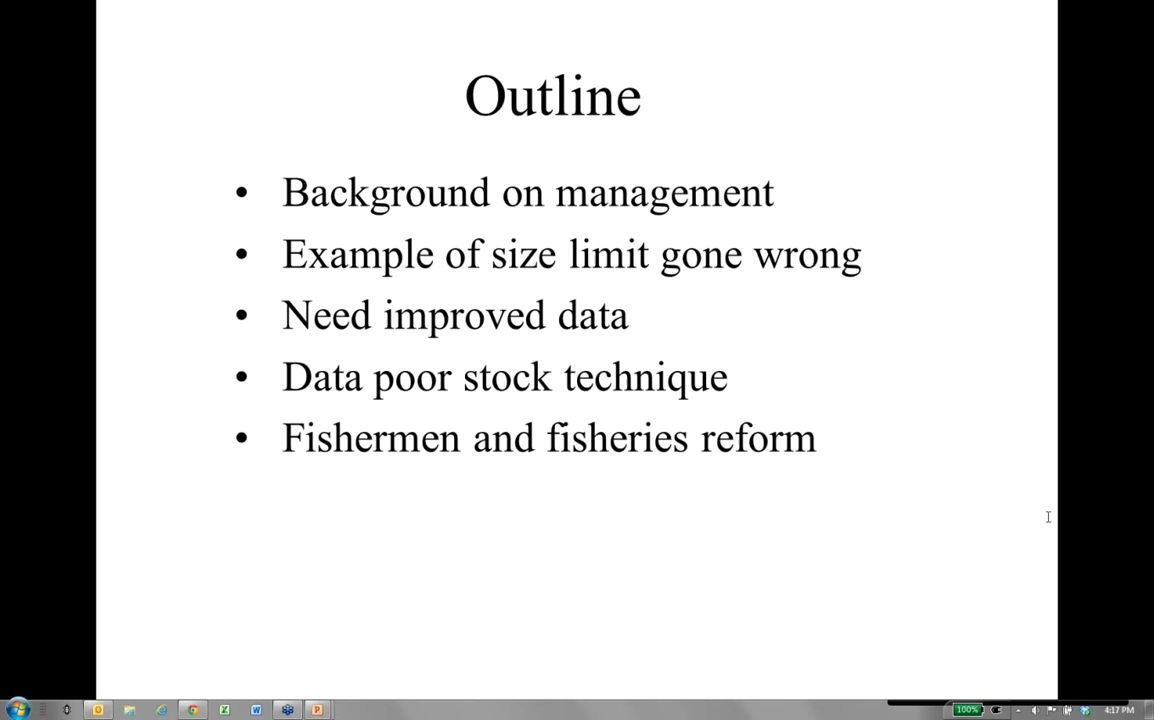 Outline
• Background on management
• Example of size limit gone wrong
• Need improved data
• Data poor stock technique
• Fishermen and fisheries reform
100%
4:17 PM